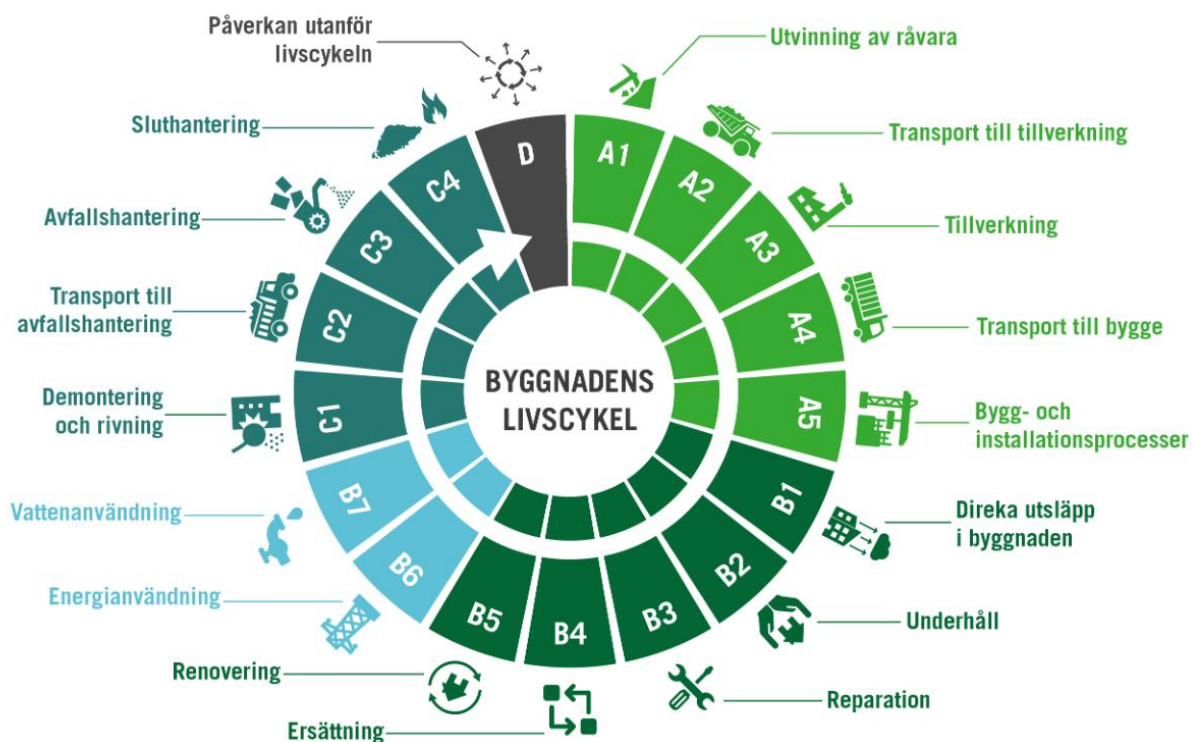 Påverkan utanför
livscykeln
Utvinning av råvara
Transport till tillverkning
Tillverkning
Transport till bygge
Bygg- och
installationsprocesser
Direka utsläpp
i byggnaden
Underhåll
Reparation
Ersättning
Renovering
Energianvändning
Vattenanvändning
Demontering
och rivning
Transport till
avfallshantering
Avfallshantering
Sluthantering
D
A1
A2
A3
A4
A5
B1
B2
B3
B4
B5
B6
B7
C1
C2
C3
C4
BYGGNADENS
LIVSCYKEL